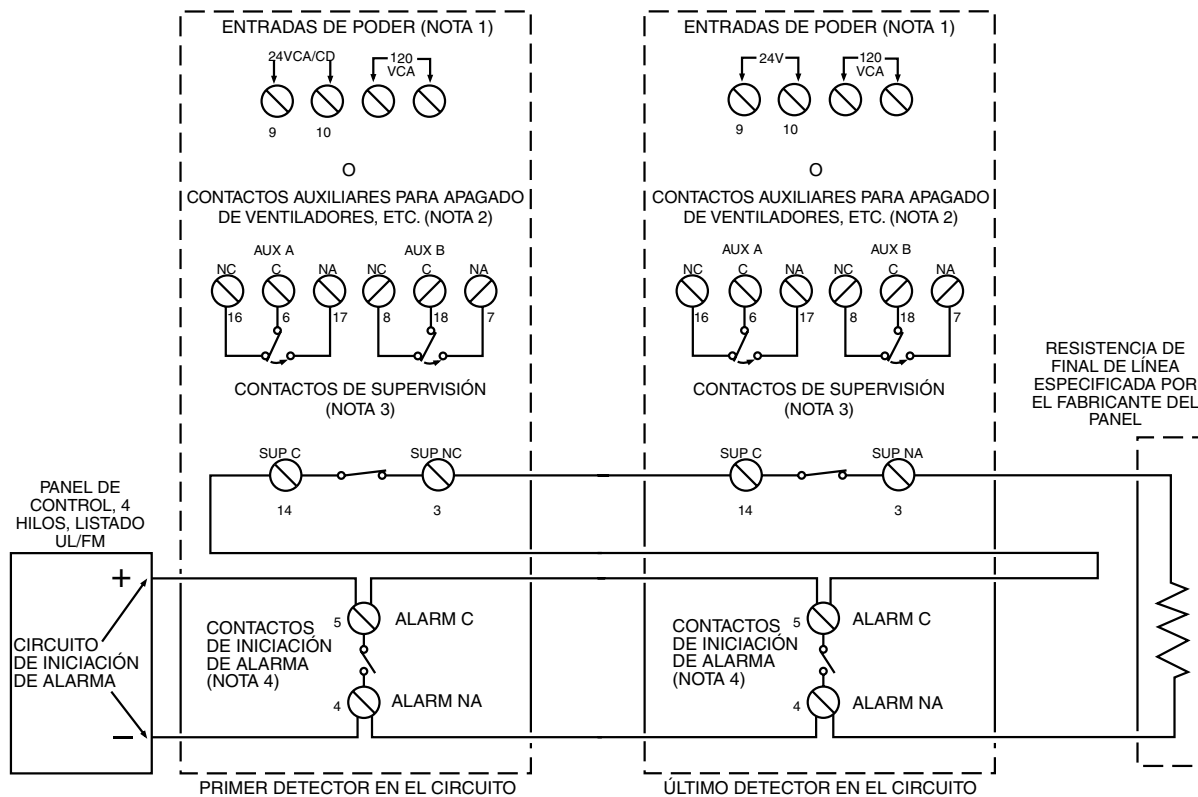 ENTRADAS DE PODER (NOTA 1)
24VCA/CD
120
VCA
9
10
O
CONTACTOS AUXILIARES PARA APAGADO
DE VENTILADORES, ETC. (NOTA 2)
AUX A
AUX B
NC
C
NA
NC
C
NA
16
6
17
8
18
7
CONTACTOS DE SUPERVISIÓN
(NOTA 3)
SUP C
SUP NC
14
3
ENTRADAS DE PODER (NOTA 1)
24V
120
VCA
9
10
O
CONTACTOS AUXILIARES PARA APAGADO
DE VENTILADORES, ETC. (NOTA 2)
AUX A
AUX B
NC
C
NA
NC
C
NA
16
6
17
8
18
7
CONTACTOS DE SUPERVISIÓN
(NOTA 3)
SUP C
SUP NA
14
3
RESISTENCIA DE
FINAL DE LÍNEA
ESPECIFICADA POR
EL FABRICANTE DEL
PANEL
PANEL DE
CONTROL, 4
HILOS, LISTADO
UL/FM
+
CIRCUITO
DE INICIACIÓN
DE ALARMA
–
CONTACTOS
DE INICIACIÓN
DE ALARMA
(NOTA 4)
5
ALARM C
4
ALARM NA
CONTACTOS
DE INICIACIÓN
DE ALARMA
(NOTA 4)
5
ALARM C
4
ALARM NA
PRIMER DETECTOR EN EL CIRCUITO
ÚLTIMO DETECTOR EN EL CIRCUITO